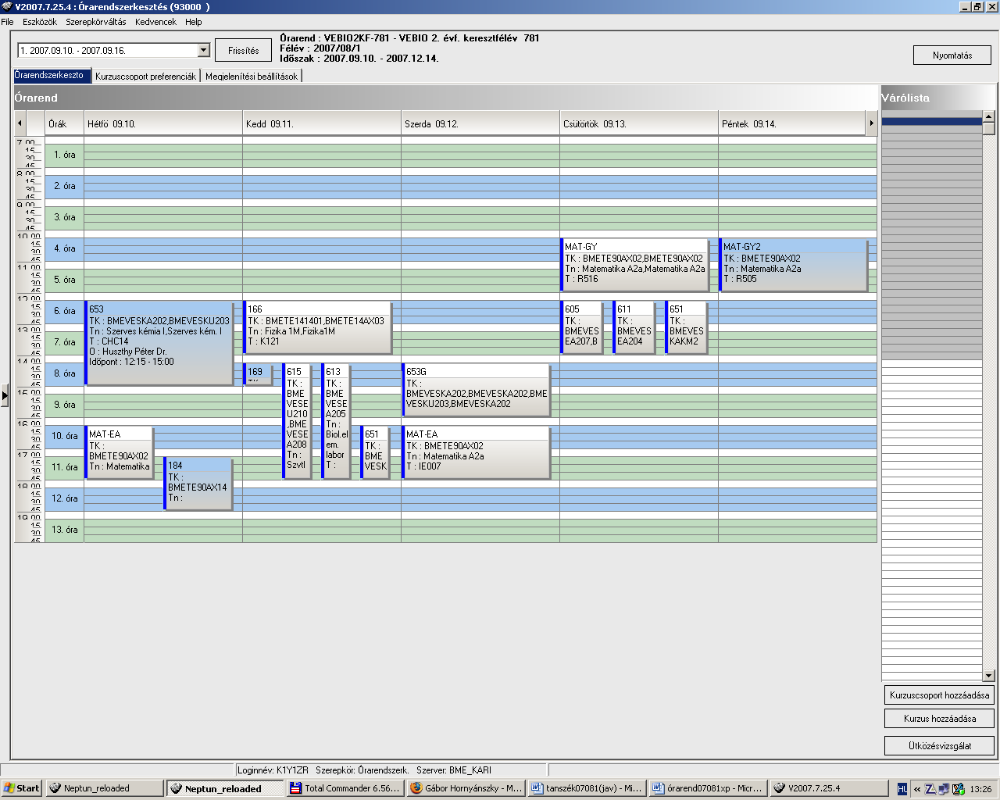 V2007.7.25.4 : Órarendszerkesztés (93000 )
File Eszközök Szerepkörváltás Kedvencek Help
1. 2007.09.10. - 2007.09.16.
Frissítés
Órarend : VEBIO2KF-781 - VEBIO 2. évf. keresztfélév 781
Félév : 2007/08/1
Időszak : 2007.09.10. - 2007.12.14.
Nyomtatás
Órarendszerkeszto Kurzuscsoport preferenciák Megjelenítési beállítások
Órarend
Várólista
Órák Hétfő 09.10. Kedd 09.11. Szerda 09.12. Csütörtök 09.13. Péntek 09.14.
7 00
15
30
45
1. óra
8 00
15
30
45
2. óra
9 00
15
30
45
3. óra
10 00
15
30
45
4. óra
11 00
15
30
45
5. óra
12 00
15
30
45
6. óra
13 00
15
30
45
7. óra
14 00
15
30
45
8. óra
15 00
15
30
45
9. óra
16 00
15
30
45
10. óra
17 00
15
30
45
11. óra
18 00
15
30
45
12. óra
19 00
15
30
45
13. óra
653
TK : BMEVESKA202,BMEVESKU203
Tn : Szerves kémia I,Szerves kém. I
T : CHC14
O : Huszthy Péter Dr.
Időpont : 12:15 - 15:00
MAT-EA
TK :
BMETE90AX02
Tn : Matematika
184
TK :
BMETE90AX14
Tn :
166
TK : BMETE141401,BMETE14AX03
Tn : Fizika 1M,Fizika1M
T : K121
169
615
TK :
BME
VESE
U210
,BME
VESE
A208
Tn :
Szvtl
613
TK :
BME
VESE
A205
Tn :
Biol.el
em.
labor
T :
651
TK :
BME
VESK
653G
TK :
BMEVESKA202,BMEVESKA202,BME
VESKU203,BMEVESKA202
MAT-EA
TK : BMETE90AX02
Tn : Matematika A2a
T : IE007
MAT-GY
TK : BMETE90AX02,BMETE90AX02
Tn : Matematika A2a,Matematika A2a
T : R516
605
TK :
BMEVES
EA207,B
611
TK :
BMEVES
EA204
651
TK :
BMEVES
KAKM2
MAT-GY2
TK : BMETE90AX02
Tn : Matematika A2a
T : R505
Kurzuscsoport hozzáadása
Kurzus hozzáadása
Ütközésvizsgálat
Loginnév: K1Y1ZR Szerepkör: Órarendszerk. Szerver: BME_KARI
Start Neptun_reloaded Neptun_reloaded Total Commander 6.56... Gábor Hornyánszky - M... tanszék07081(jav) - Mi... órarend07081xp - Micr... V2007.7.25.4 HU « 13:26